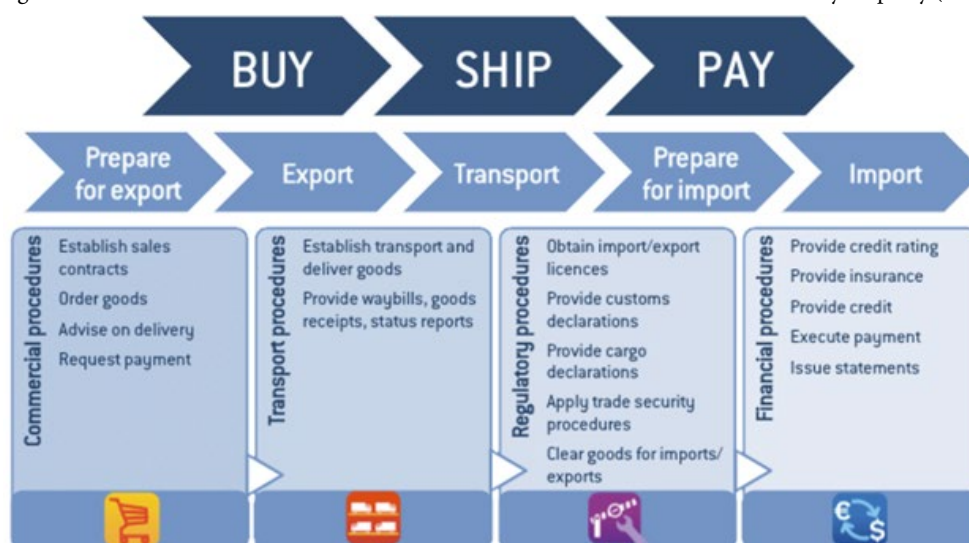 BUY
SHIP
PAY
Prepare
for export
Export
Transport
Prepare
for import
Import
Commercial procedures
Establish sales
contracts
Order goods
Advise on delivery
Request payment
Transport procedures
Establish transport and
deliver goods
Provide waybills, goods
receipts, status reports
Regulatory procedures
Obtain import/export
licences
Provide customs
declarations
Provide cargo
declarations
Apply trade security
procedures
Clear goods for imports/
exports
Financial procedures
Provide credit rating
Provide insurance
Provide credit
Execute payment
Issue statements
€
$